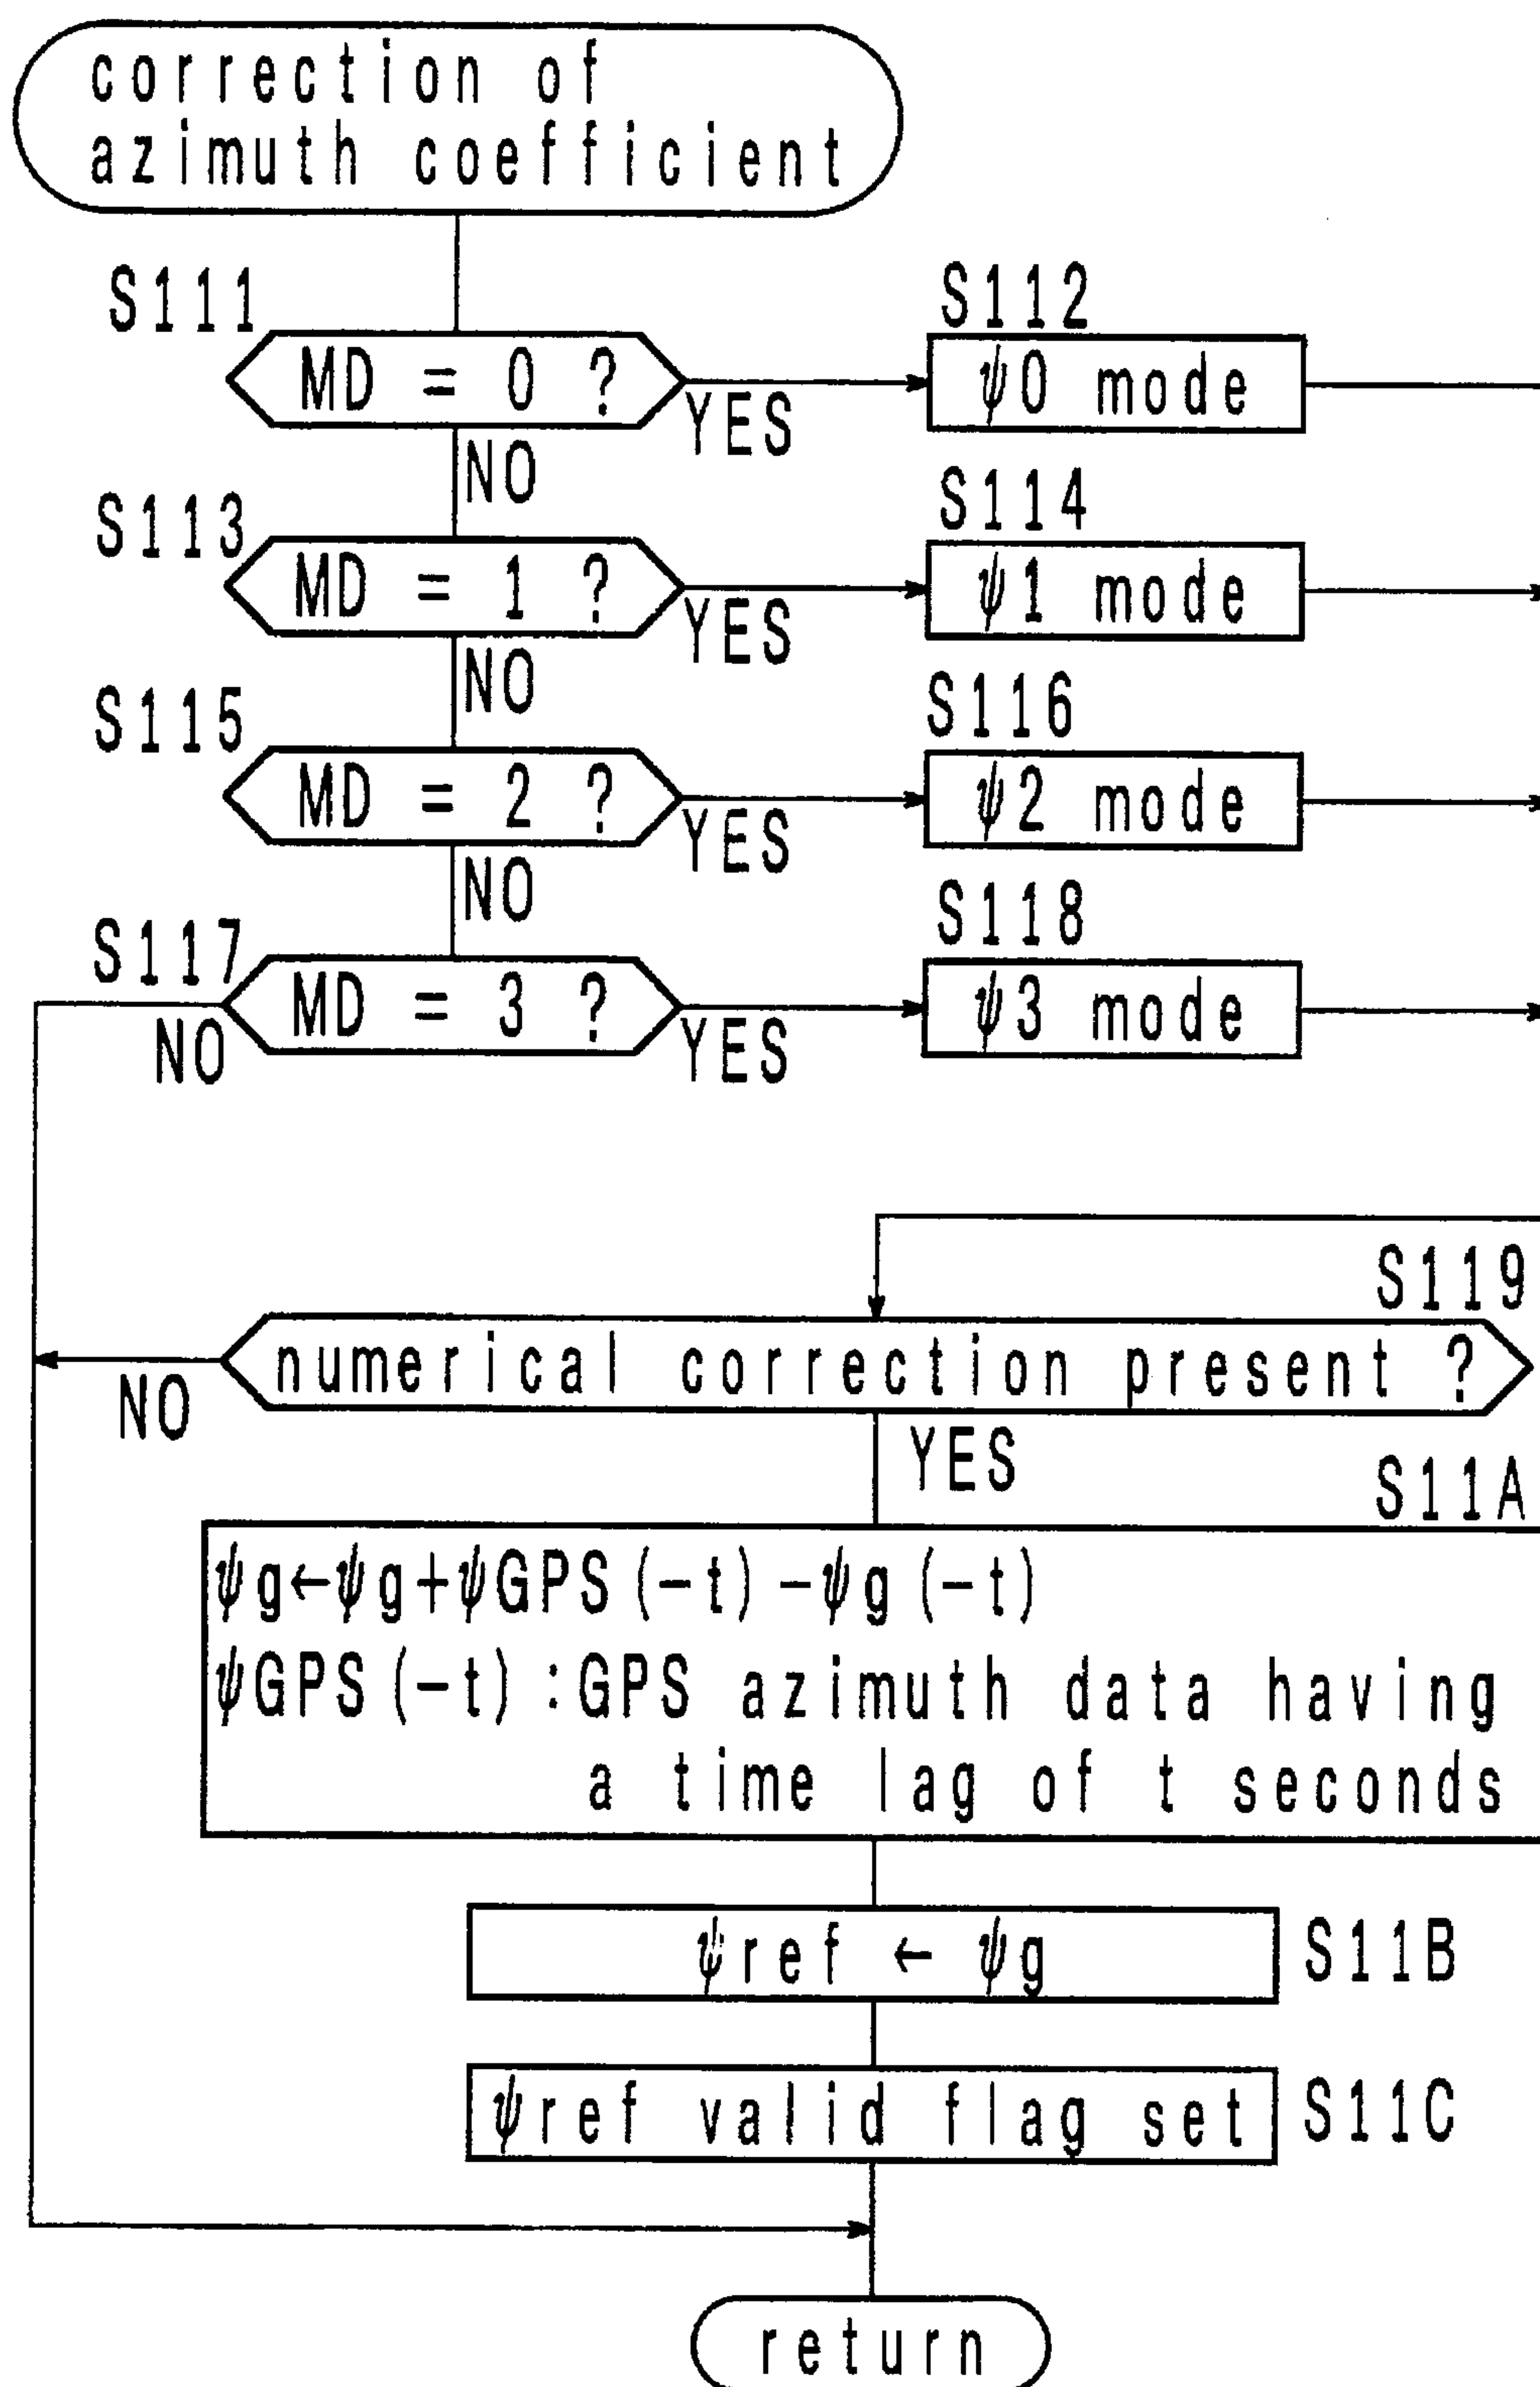 correction of
azimuth coefficient
S111
MD = 0 ?
YES
NO
S112
ψ0 mode
S113
MD = 1 ?
YES
NO
S114
ψ1 mode
S115
MD = 2 ?
YES
NO
S116
ψ2 mode
S117
MD = 3 ?
NO
YES
S118
ψ3 mode
S119
numerical correction present ?
NO
YES
S11A
ψg←ψg+ψGPS(−t)−ψg(−t)
ψGPS(−t):GPS azimuth data having
a time lag of t seconds
ψref ← ψg
S11B
ψref valid flag set
S11C
return